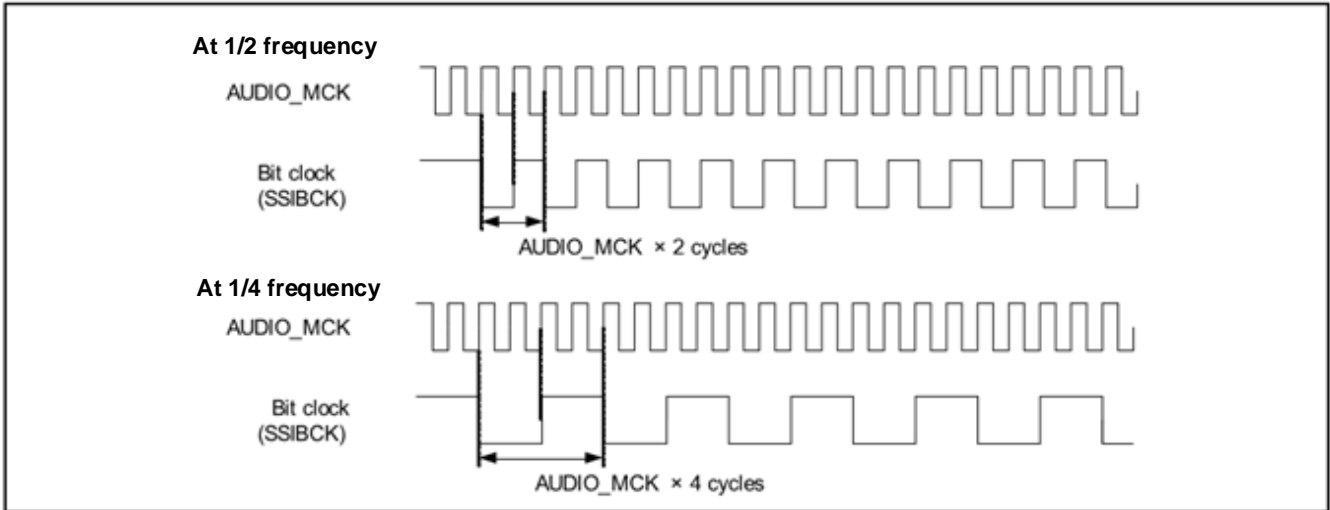 At 1/2 frequency
AUDIO_MCK
Bit clock
(SSIBCK)
AUDIO_MCK × 2 cycles
At 1/4 frequency
AUDIO_MCK
Bit clock
(SSIBCK)
AUDIO_MCK × 4 cycles